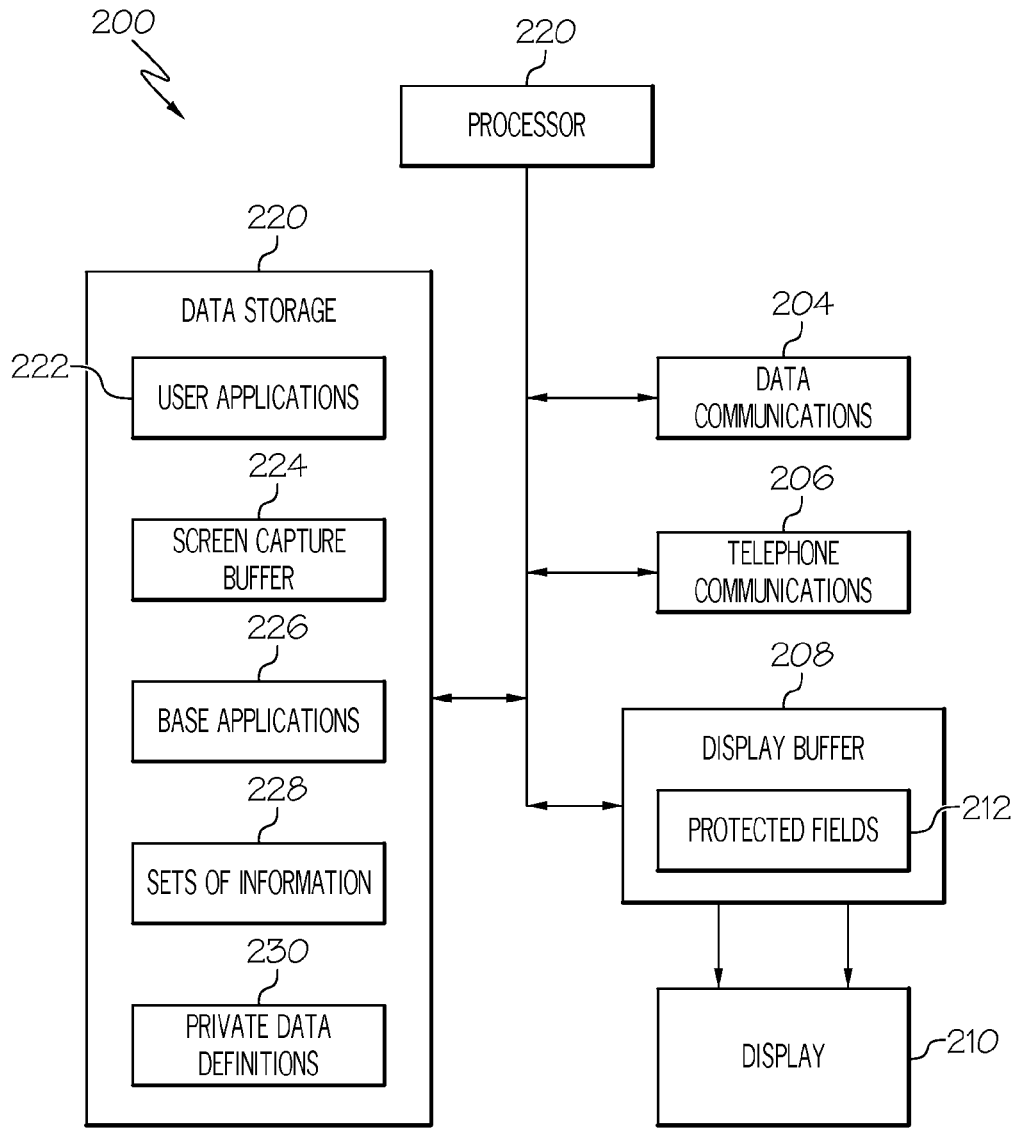 200
220
PROCESSOR
220
DATA STORAGE
222
USER APPLICATIONS
224
SCREEN CAPTURE
BUFFER
226
BASE APPLICATIONS
228
SETS OF INFORMATION
230
PRIVATE DATA
DEFINITIONS
204
DATA
COMMUNICATIONS
206
TELEPHONE
COMMUNICATIONS
208
DISPLAY BUFFER
PROTECTED FIELDS
212
DISPLAY
210